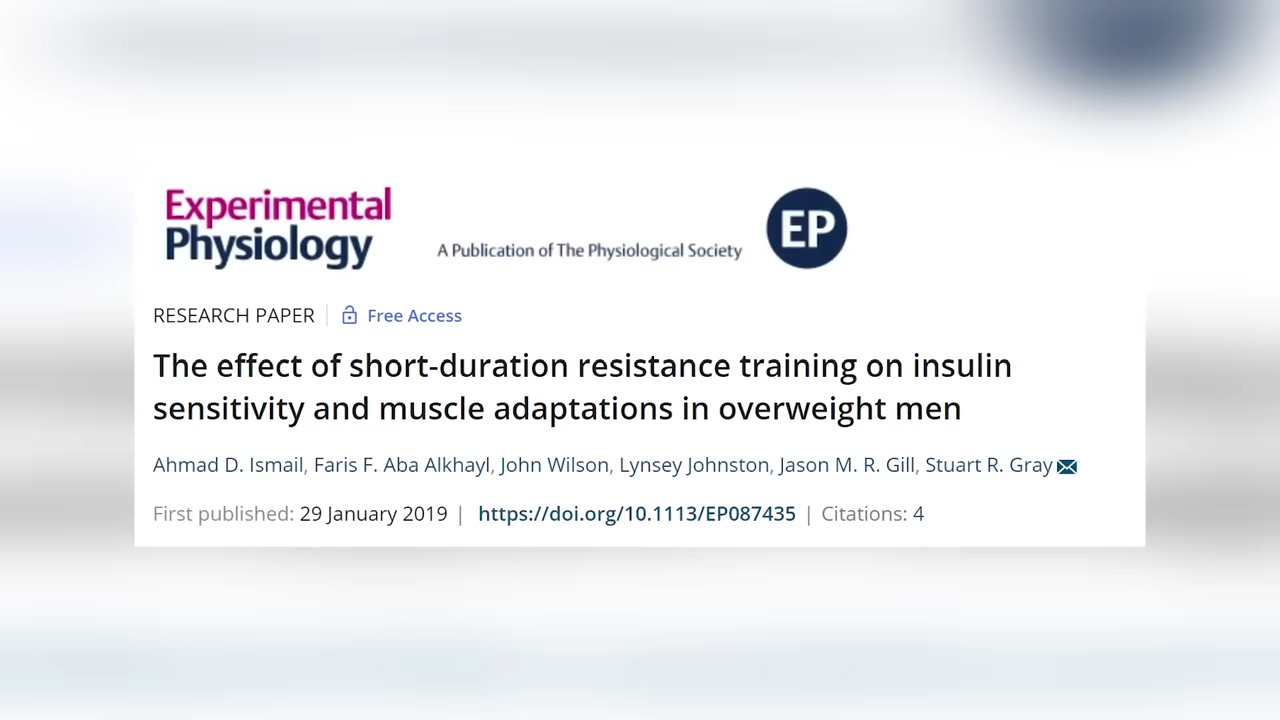 Experimental
Physiology
A Publication of The Physiological Society
EP
RESEARCH PAPER | Free Access
The effect of short-duration resistance training on insulin
sensitivity and muscle adaptations in overweight men
Ahmad D. Ismail, Faris F. Aba Alkhayl, John Wilson, Lynsey Johnston, Jason M. R. Gill, Stuart R. Gray
First published: 29 January 2019 | https://doi.org/10.1113/EP087435 | Citations: 4